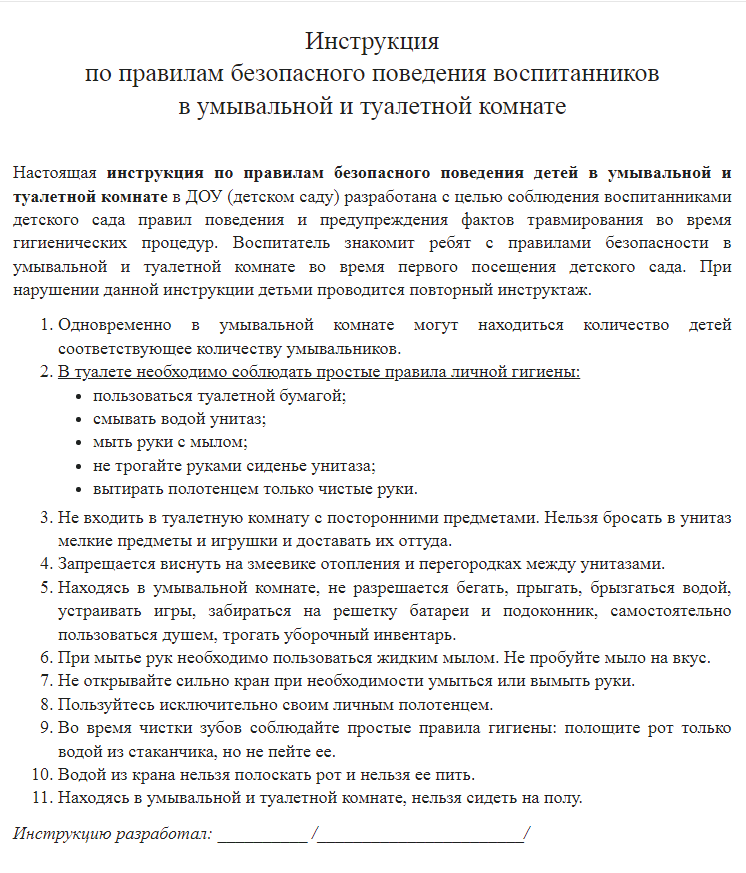 Инструкция
по правилам безопасного поведения воспитанников
в умывальной и туалетной комнате
Настоящая инструкция по правилам безопасного поведения детей в умывальной и
туалетной комнате в ДОУ (детском саду) разработана с целью соблюдения воспитанниками
детского сада правил поведения и предупреждения фактов травмирования во время
гигиенических процедур. Воспитатель знакомит ребят с правилами безопасности в
умывальной и туалетной комнате во время первого посещения детского сада. При
нарушении данной инструкции детьми проводится повторный инструктаж.
1. Одновременно в умывальной комнате могут находиться количество детей
соответствующее количеству умывальников.
2. В туалете необходимо соблюдать простые правила личной гигиены:
• пользоваться туалетной бумагой;
• смывать водой унитаз;
• мыть руки с мылом;
• не трогайте руками сиденье унитаза;
• вытирать полотенцем только чистые руки.
3. Не входить в туалетную комнату с посторонними предметами. Нельзя бросать в унитаз
мелкие предметы и игрушки и доставать их оттуда.
4. Запрещается виснуть на змеевике отопления и перегородках между унитазами.
5. Находясь в умывальной комнате, не разрешается бегать, прыгать, брызгаться водой,
устраивать игры, забираться на решетку батареи и подоконник, самостоятельно
пользоваться душем, трогать уборочный инвентарь.
6. При мытье рук необходимо пользоваться жидким мылом. Не пробуйте мыло на вкус.
7. Не открывайте сильно кран при необходимости умыться или вымыть руки.
8. Пользуйтесь исключительно своим личным полотенцем.
9. Во время чистки зубов соблюдайте простые правила гигиены: полощите рот только
водой из стаканчика, но не пейте ее.
10. Водой из крана нельзя полоскать рот и нельзя ее пить.
11. Находясь в умывальной и туалетной комнате, нельзя сидеть на полу.
Инструкцию разработал: __________ /_______________________/